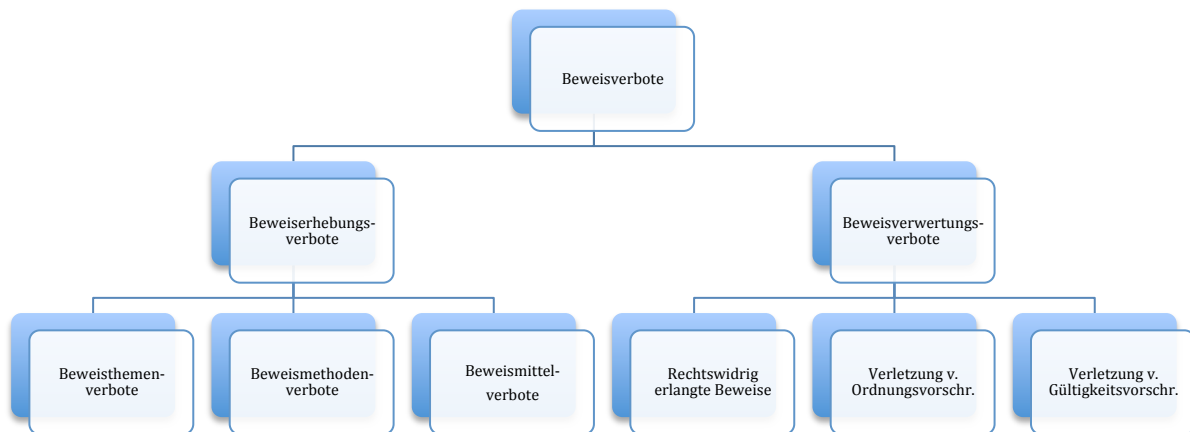 Beweisverbote
Beweiserhebungs-
verbote
Beweisverwertungs-
verbote
Beweisthemen-
verbote
Beweismethoden-
verbote
Beweismittel-
verbote
Rechtswidrig
erlangte Beweise
Verletzung v.
Ordnungsvorschr.
Verletzung v.
Gültigkeitsvorschr.